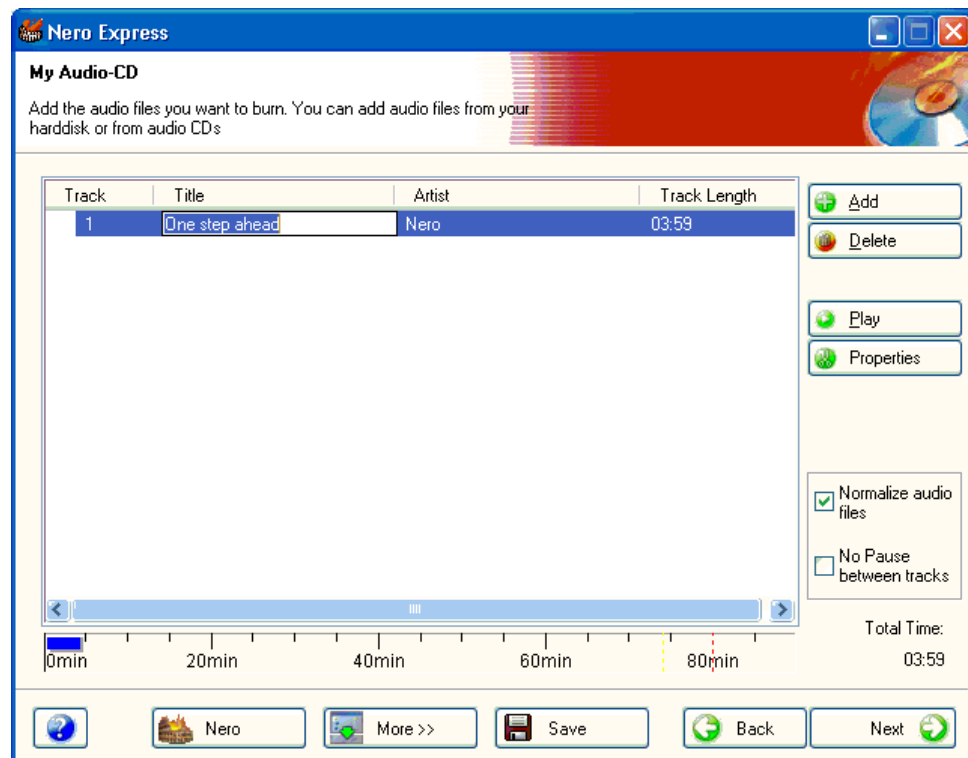 Nero Express
My Audio-CD
Add the audio files you want to burn. You can add audio files from your
harddisk or from audio CDs
Track Title Artist Track Length
1 One step ahead Nero 03:59
Add
Delete
Play
Properties
Normalize audio
files
No Pause
between tracks
0min 20min 40min 60min 80min
Total Time:
03:59
? Nero More >> Save Back Next